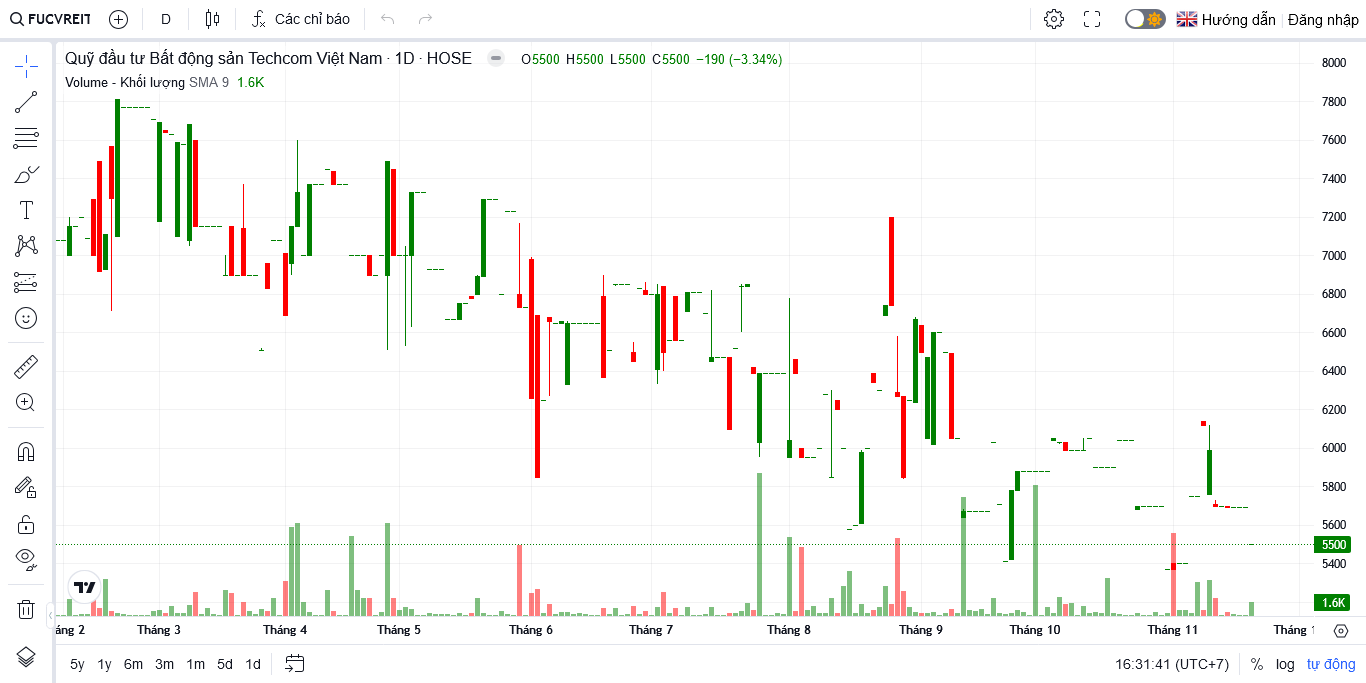 FUCVREIT
D
Các chỉ báo
Hướng dẫn
Đăng nhập
Quỹ đầu tư Bất động sản Techcom Việt Nam · 1D · HOSE
O5500 H5500 L5500 C5500 −190 (−3.34%)
Volume - Khối lượng SMA 9 1.6K
8000
7800
7600
7400
7200
7000
6800
6600
6400
6200
6000
5800
5600
5500
5400
1.6K
áng 2 Tháng 3 Tháng 4 Tháng 5 Tháng 6 Tháng 7 Tháng 8 Tháng 9 Tháng 10 Tháng 11 Tháng 1
5y 1y 6m 3m 1m 5d 1d
16:31:41 (UTC+7) % log tự động